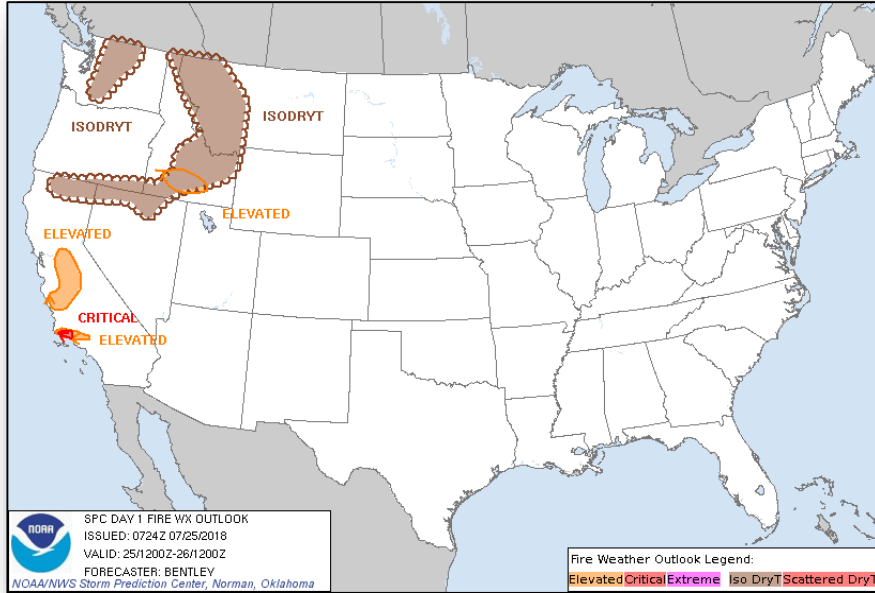 ISODRYT
ISODRYT
ELEVATED
ELEVATED
CRITICAL
ELEVATED
NOAA
SPC DAY 1 FIRE WX OUTLOOK
ISSUED: 0724Z 07/25/2018
VALID: 25/1200Z-26/1200Z
FORECASTER: BENTLEY
NOAA/NWS Storm Prediction Center, Norman, Oklahoma
Fire Weather Outlook Legend:
Elevated Critical Extreme Iso DryT Scattered DryT